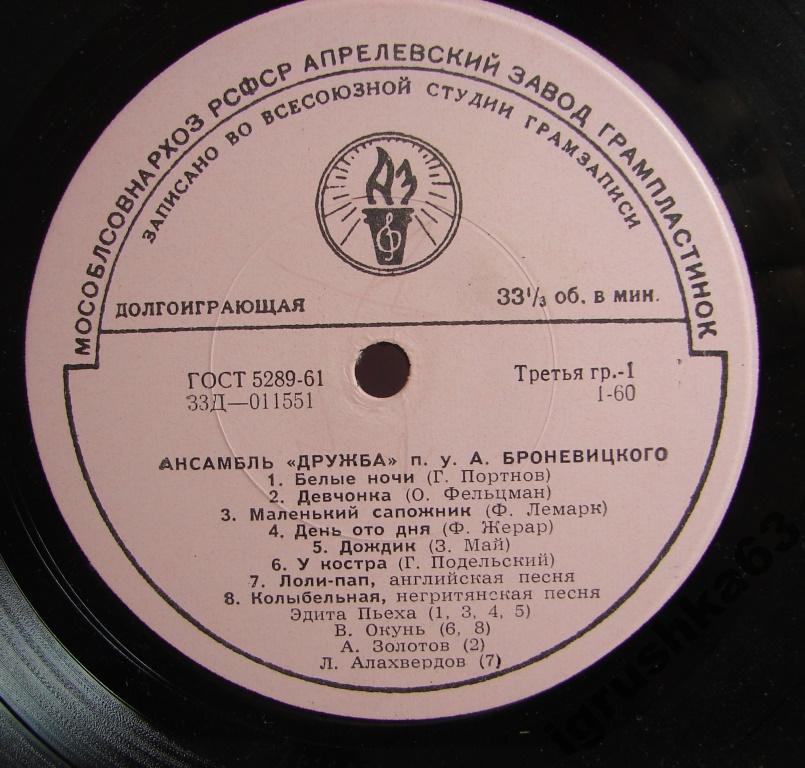 МОСОБЛСОВНАРХОЗ РСФСР АПРЕЛЕВСКИЙ ЗАВОД ГРАМПЛАСТИНОК
ЗАПИСАНО ВО ВСЕСОЮЗНОЙ СТУДИИ ГРАМЗАПИСИ
АЗ
ДОЛГОИГРАЮЩАЯ
33⅓ об. в мин.
ГОСТ 5289-61
Третья гр.-1
33Д—011551
1-60
АНСАМБЛЬ «ДРУЖБА» п. у. А. БРОНЕВИЦКОГО
1. Белые ночи (Г. Портнов)
2. Девчонка (О. Фельцман)
3. Маленький сапожник (Ф. Лемарк)
4. День ото дня (Ф. Жерар)
5. Дождик (З. Май)
6. У костра (Г. Подельский)
7. Лоли-пап, английская песня
8. Колыбельная, негритянская песня
Эдита Пьеха (1, 3, 4, 5)
В. Окунь (6, 8)
А. Золотов (2)
Л. Алахвердов (7)
igrushka63